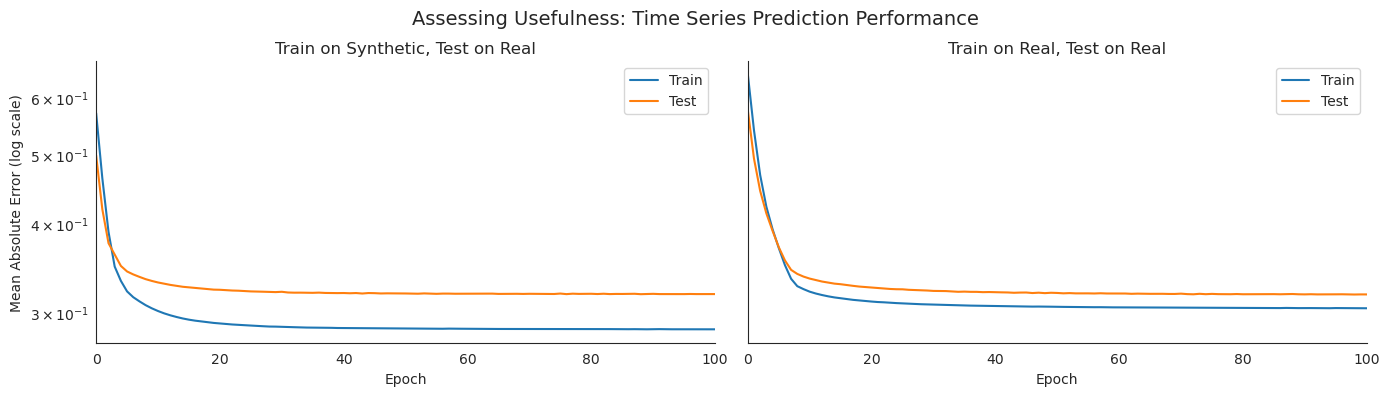 Assessing Usefulness: Time Series Prediction Performance
Train on Synthetic, Test on Real
Mean Absolute Error (log scale)
6 × 10⁻¹
5 × 10⁻¹
4 × 10⁻¹
3 × 10⁻¹
Train
Test
0 20 40 60 80 100
Epoch
Train on Real, Test on Real
Train
Test
0 20 40 60 80 100
Epoch